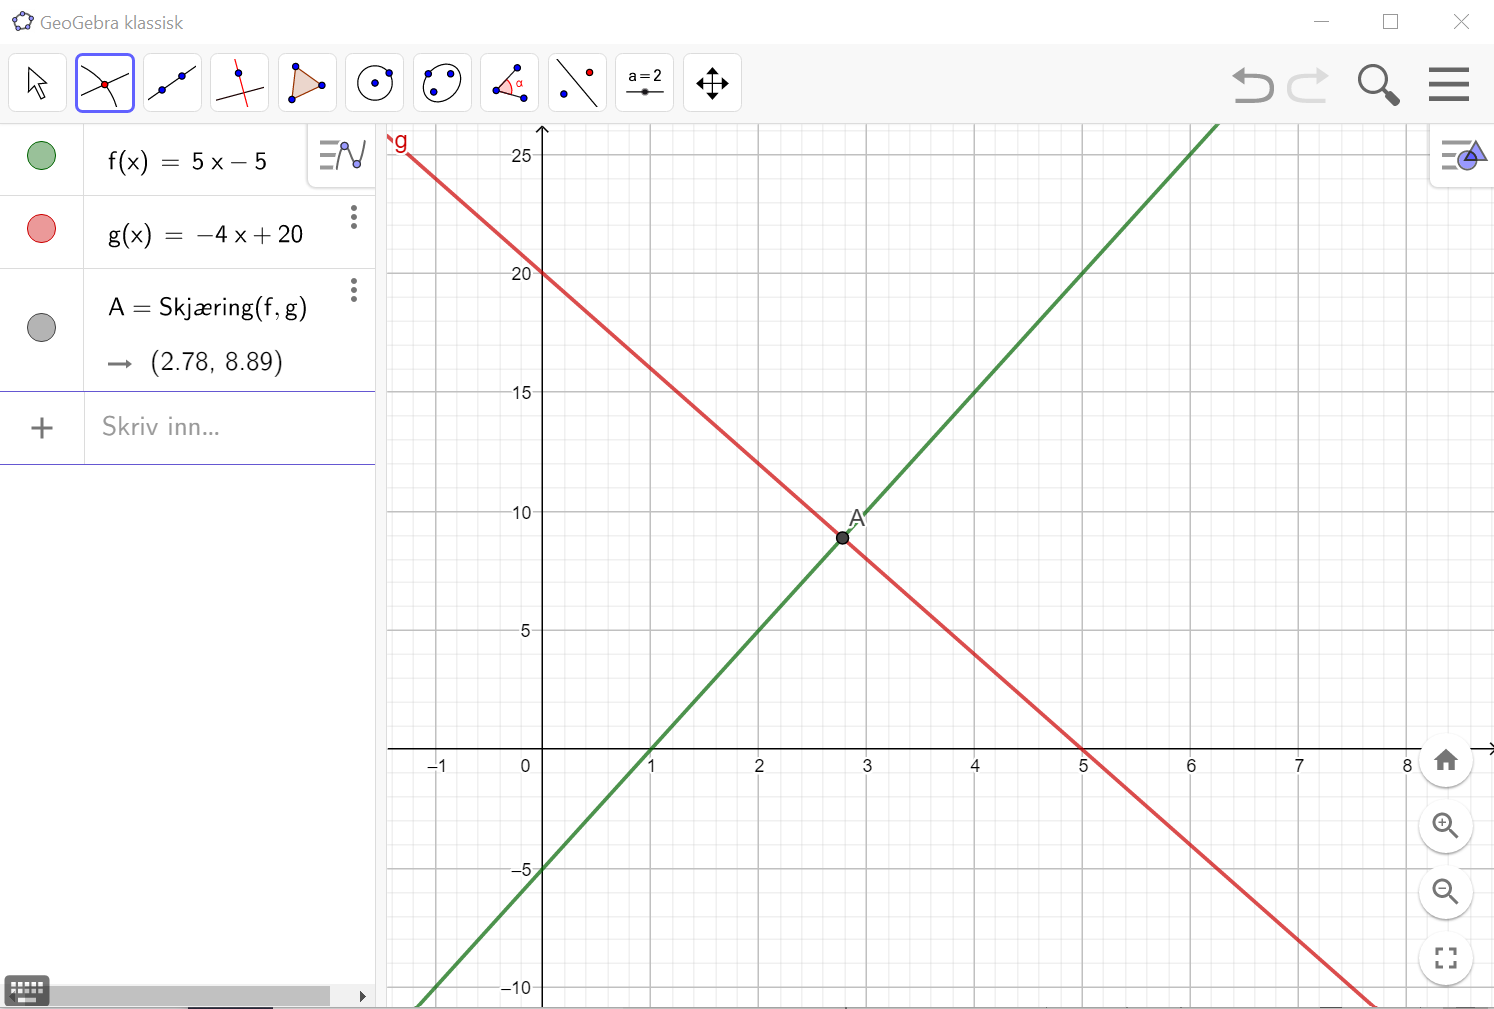 GeoGebra klassisk
α
a = 2
f(x) = 5 x − 5
g(x) = −4 x + 20
A = Skjæring(f, g)
→ (2.78, 8.89)
+ Skriv inn...
g
25
20
15
10
A
5
−1 0 1 2 3 4 5 6 7 8
−5
−10